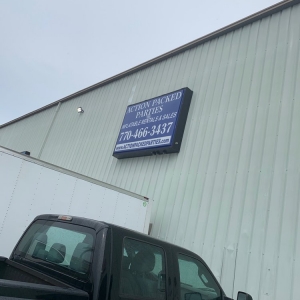 ACTION PACKED
PARTIES
INFLATABLE RENTALS & SALES
770-466-3437
www.ACTIONPACKEDPARTIES.com